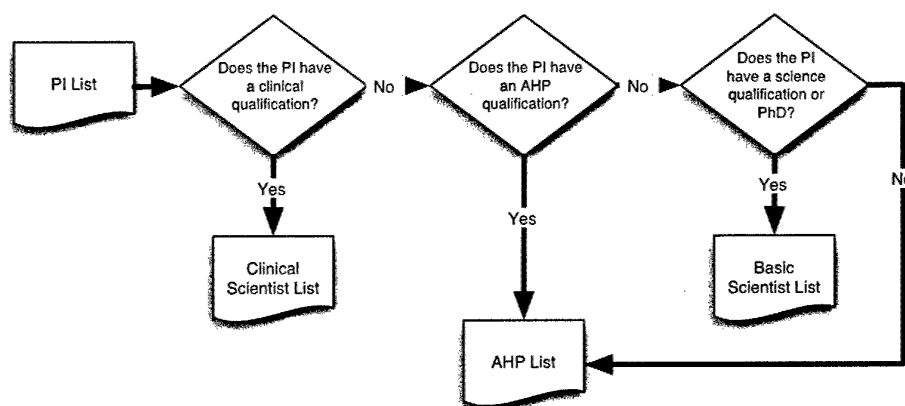 PI List
Does the PI have
a clinical
qualification?
No
Does the PI have
an AHP
qualification?
No
Does the PI
have a science
qualification or
PhD?
No
Yes
Clinical
Scientist List
Yes
AHP List
Yes
Basic
Scientist List